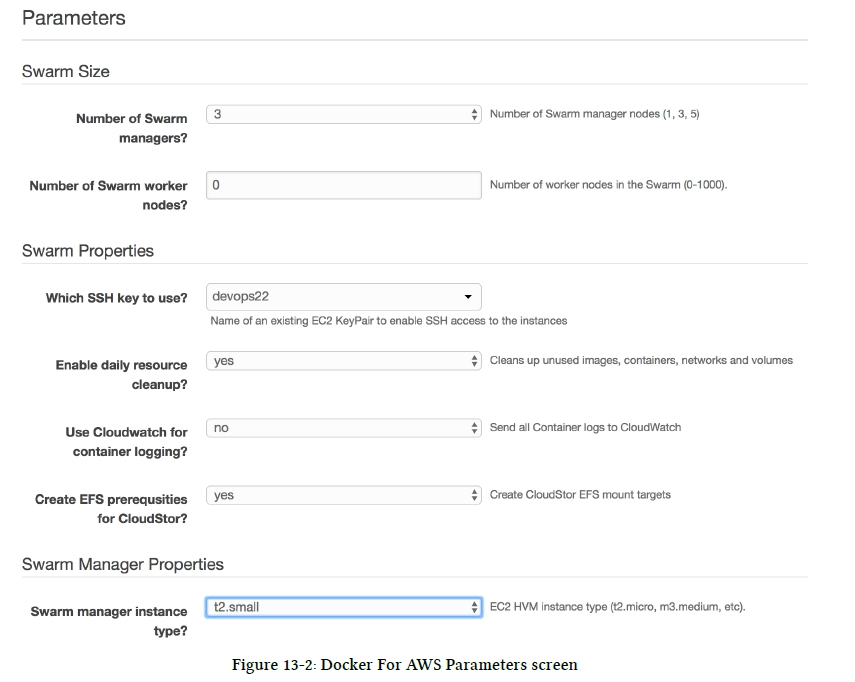 Parameters
Swarm Size
Number of Swarm
managers?
3
Number of Swarm manager nodes (1, 3, 5)
Number of Swarm worker
nodes?
0
Number of worker nodes in the Swarm (0-1000).
Swarm Properties
Which SSH key to use?
devops22
Name of an existing EC2 KeyPair to enable SSH access to the instances
Enable daily resource
cleanup?
yes
Cleans up unused images, containers, networks and volumes
Use Cloudwatch for
container logging?
no
Send all Container logs to CloudWatch
Create EFS prerequsities
for CloudStor?
yes
Create CloudStor EFS mount targets
Swarm Manager Properties
Swarm manager instance
type?
t2.small
EC2 HVM instance type (t2.micro, m3.medium, etc).
Figure 13-2: Docker For AWS Parameters screen